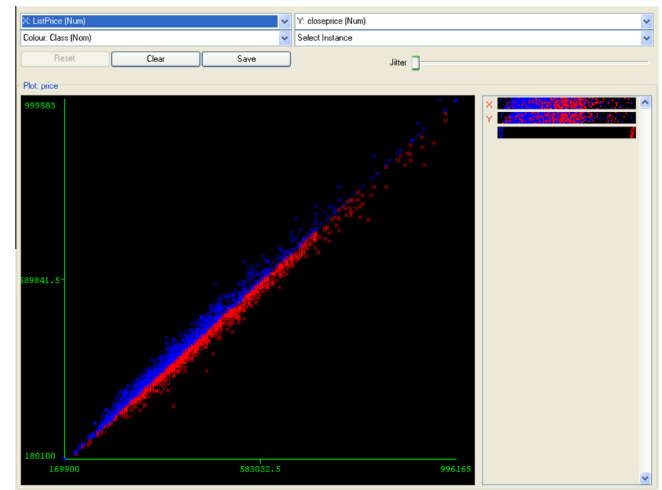 X: ListPrice (Num)
Y: closeprice (Num)
Colour: Class (Nom)
Select Instance
Reset
Clear
Save
Jitter
Plot: price
999583
589841.5
180100
169900
583032.5
996165
X
Y